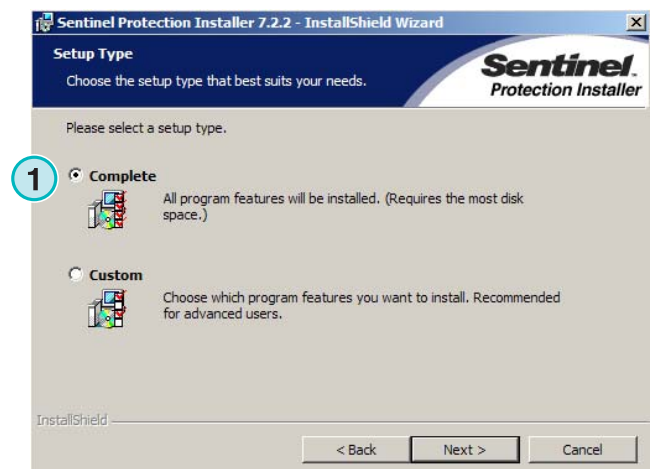 Sentinel Protection Installer 7.2.2 - InstallShield Wizard
Setup Type
Choose the setup type that best suits your needs.
Sentinel.
Protection Installer
Please select a setup type.
1
Complete
All program features will be installed. (Requires the most disk
space.)
Custom
Choose which program features you want to install. Recommended
for advanced users.
InstallShield
< Back Next > Cancel